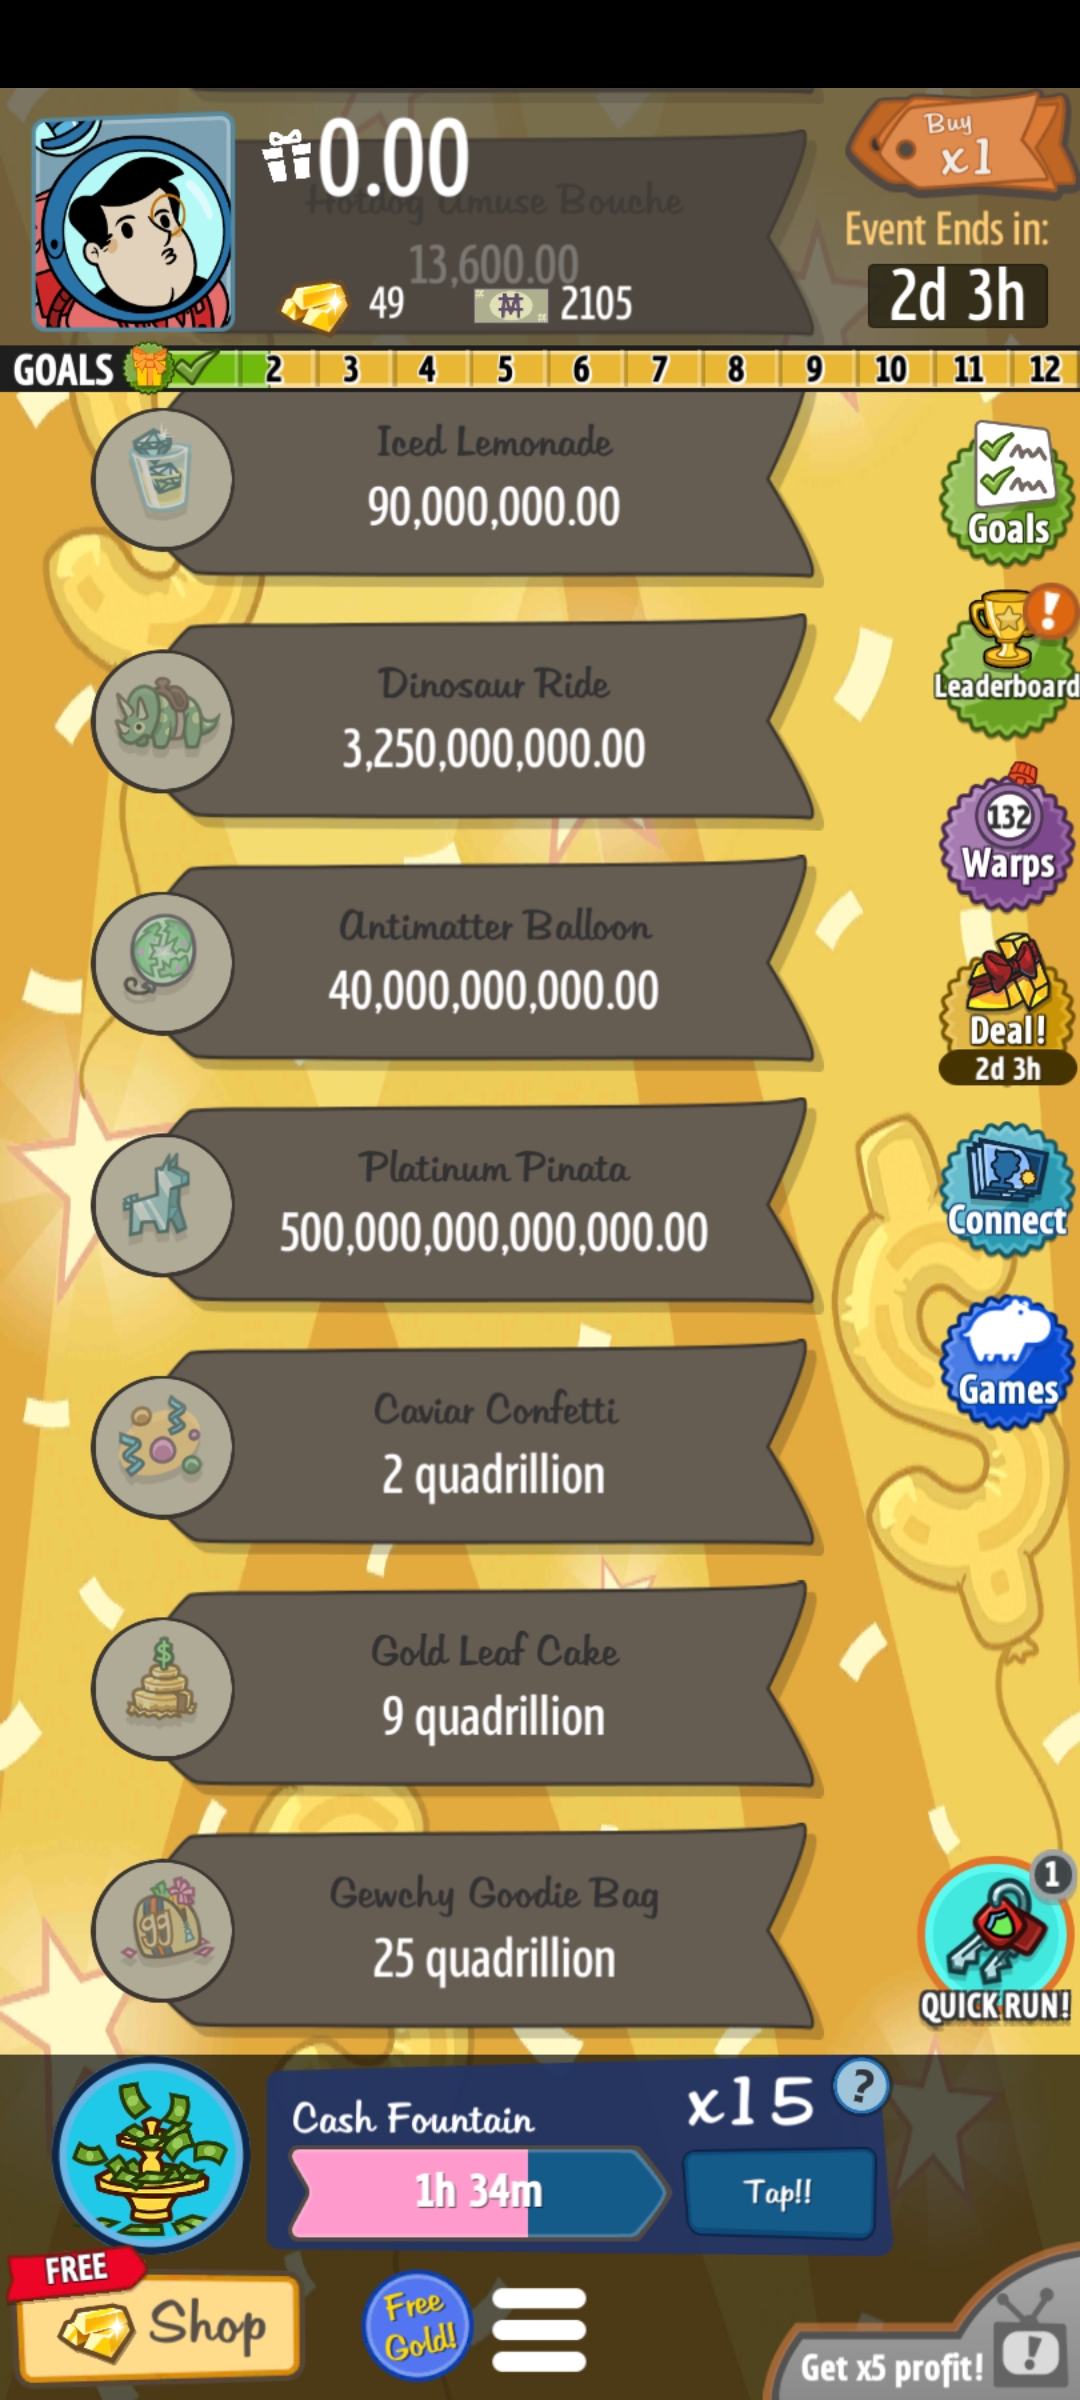 0.00
Buy
x1
Hotdog Amuse Bouche
13,600.00
Event Ends in:
49
2105
2d 3h
GOALS 2 3 4 5 6 7 8 9 10 11 12
Iced Lemonade
90,000,000.00
Goals
Dinosaur Ride
3,250,000,000.00
Leaderboard
132
Warps
Antimatter Balloon
40,000,000,000.00
Deal!
2d 3h
Platinum Pinata
500,000,000,000,000.00
Connect
Caviar Confetti
2 quadrillion
Games
Gold Leaf Cake
9 quadrillion
Gewchy Goodie Bag
25 quadrillion
1
QUICK RUN!
Cash Fountain
x15
?
1h 34m
Tap!!
FREE
Shop
Free
Gold!
Get x5 profit!